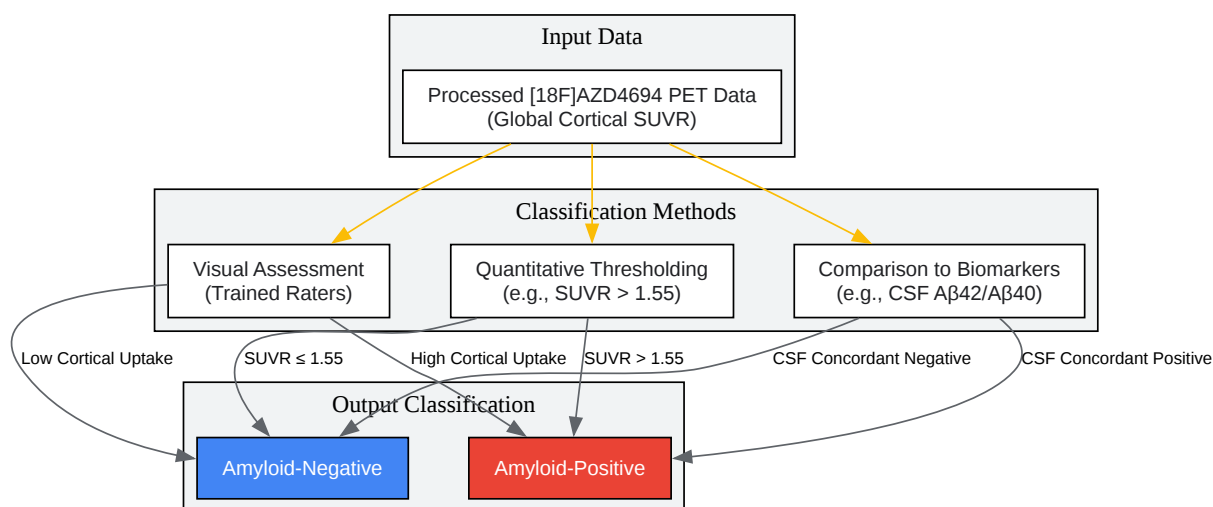 Input Data
Processed [18F]AZD4694 PET Data
(Global Cortical SUVR)
Classification Methods
Visual Assessment
(Trained Raters)
Quantitative Thresholding
(e.g., SUVR > 1.55)
Comparison to Biomarkers
(e.g., CSF Aβ42/Aβ40)
Low Cortical Uptake
SUVR ≤ 1.55
High Cortical Uptake
SUVR > 1.55
CSF Concordant Negative
CSF Concordant Positive
Output Classification
Amyloid-Negative
Amyloid-Positive